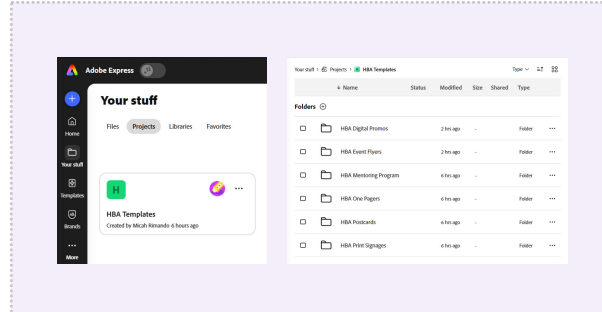 Adobe Express
Your stuff
Home
Your stuff
Templates
Brands
More
Files Projects Libraries Favorites
H
HBA Templates
Created by Micah Rimando 6 hours ago
Your stuff > Projects > H HBA Templates Type
Name Status Modified Size Shared Type
Folders
HBA Digital Promos 2 hrs ago - Folder
HBA Event Flyers 2 hrs ago - Folder
HBA Mentoring Program 6 hrs ago - Folder
HBA One Pagers 6 hrs ago - Folder
HBA Postcards 6 hrs ago - Folder
HBA Print Signages 6 hrs ago - Folder